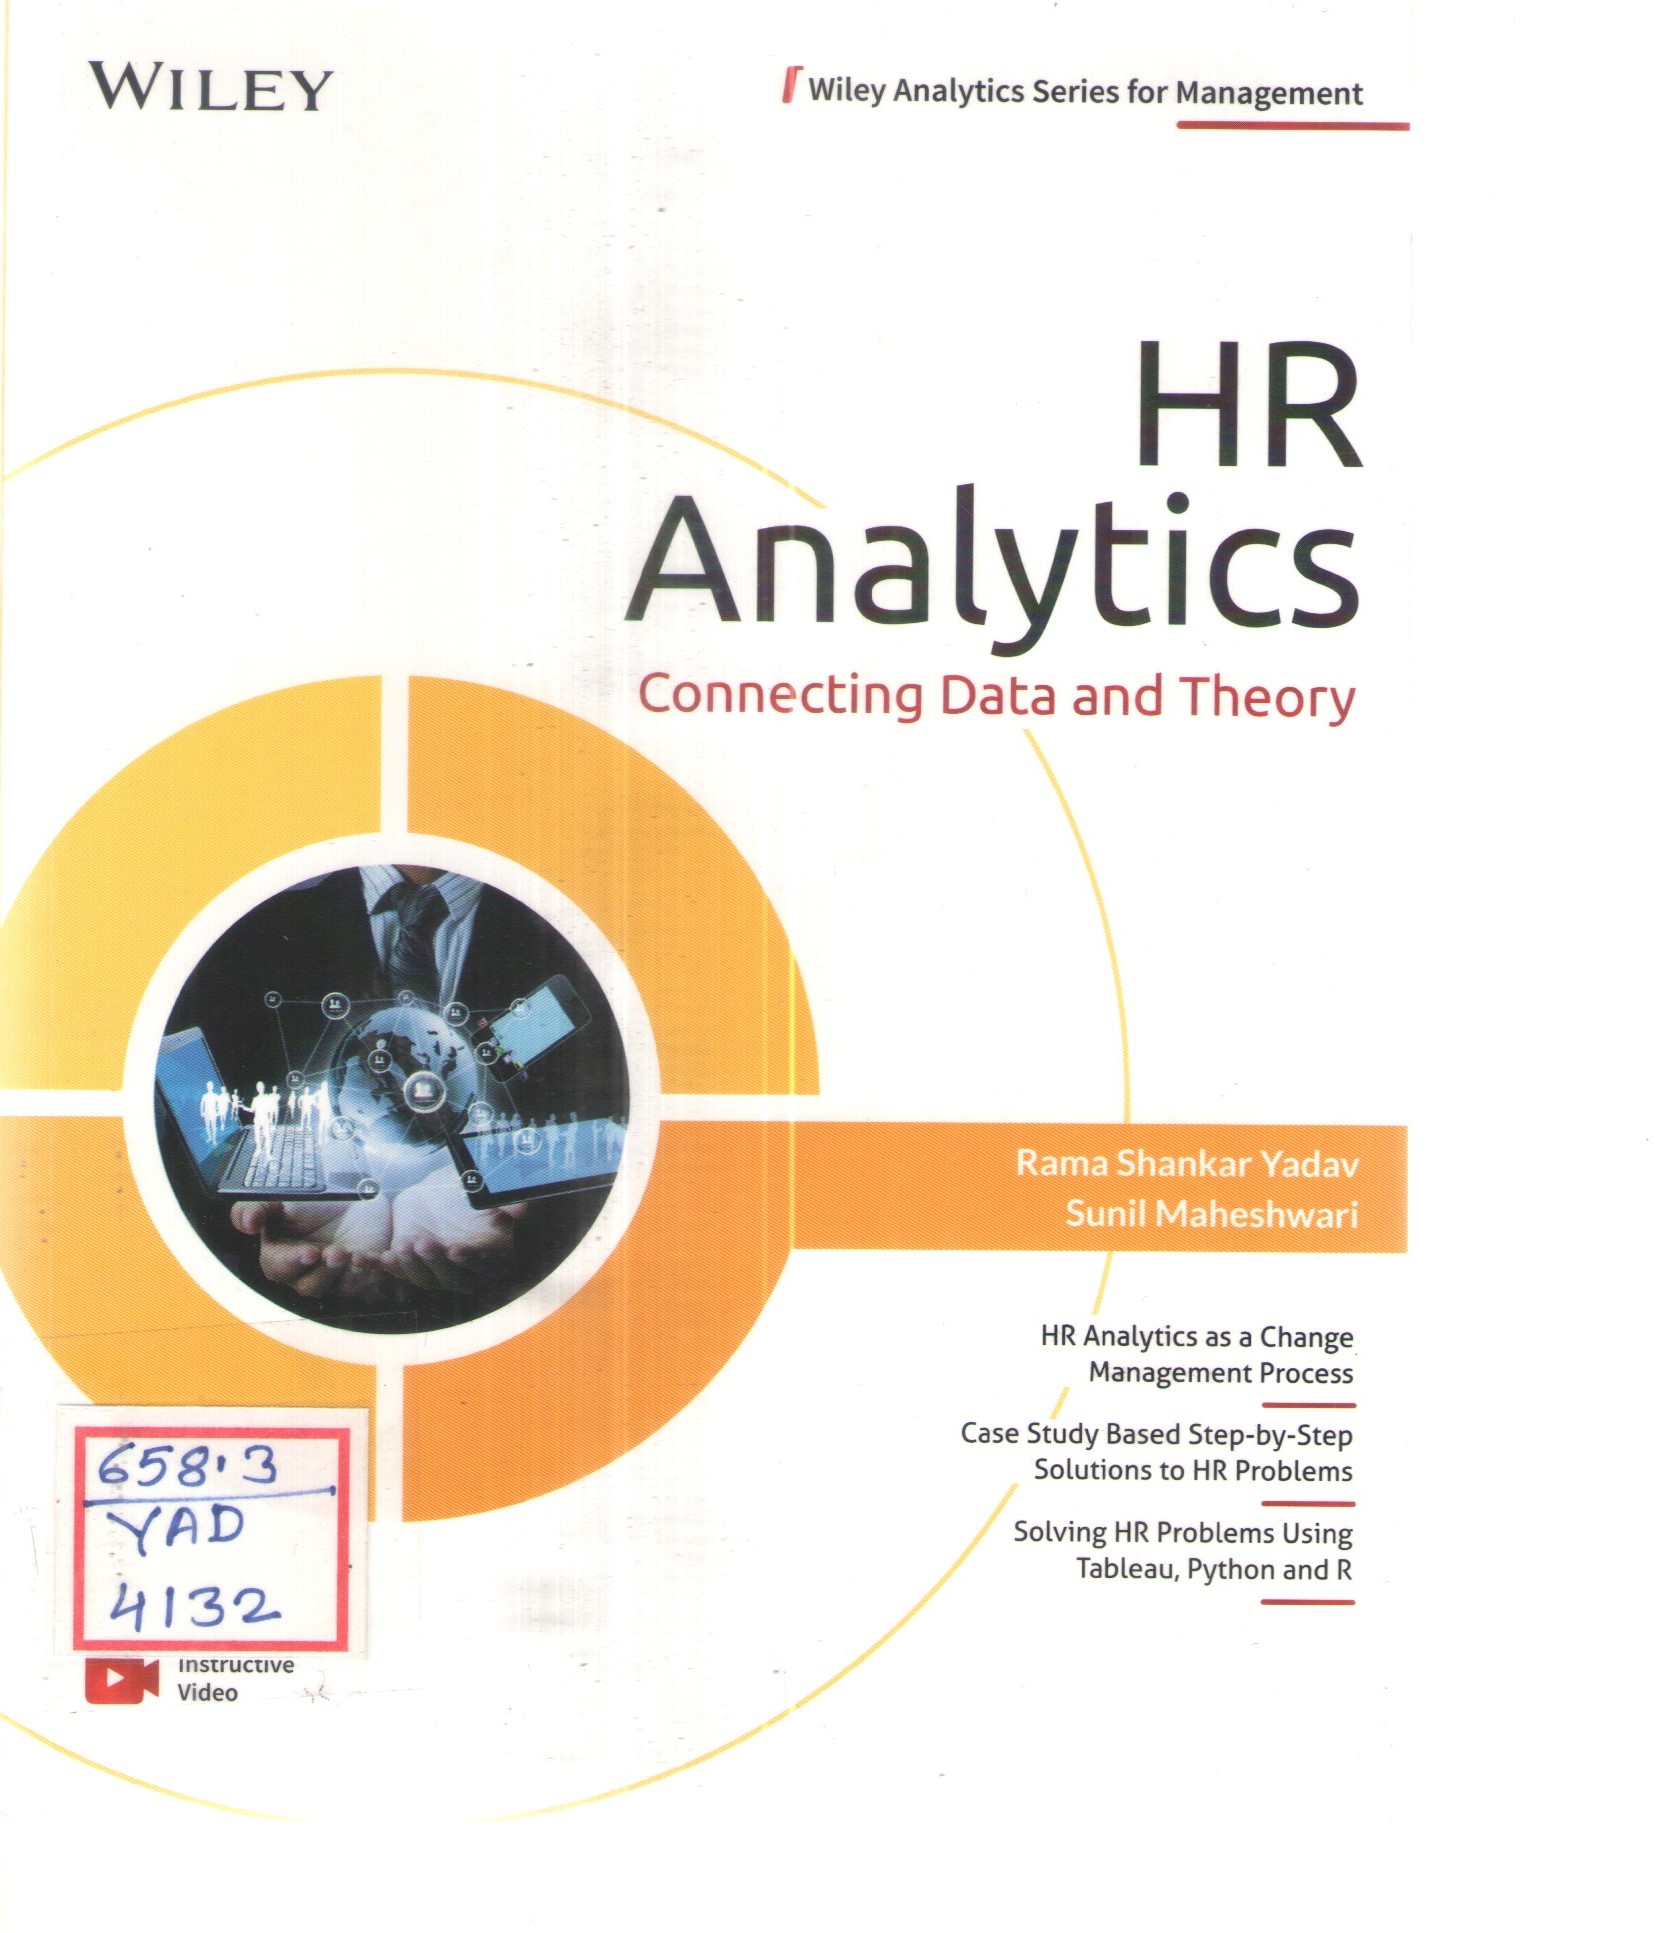 WILEY
Wiley Analytics Series for Management
HR
Analytics
Connecting Data and Theory
Rama Shankar Yadav
Sunil Maheshwari
HR Analytics as a Change
Management Process
Case Study Based Step-by-Step
Solutions to HR Problems
Solving HR Problems Using
Tableau, Python and R
658.3
YAD
4132
Instructive
Video